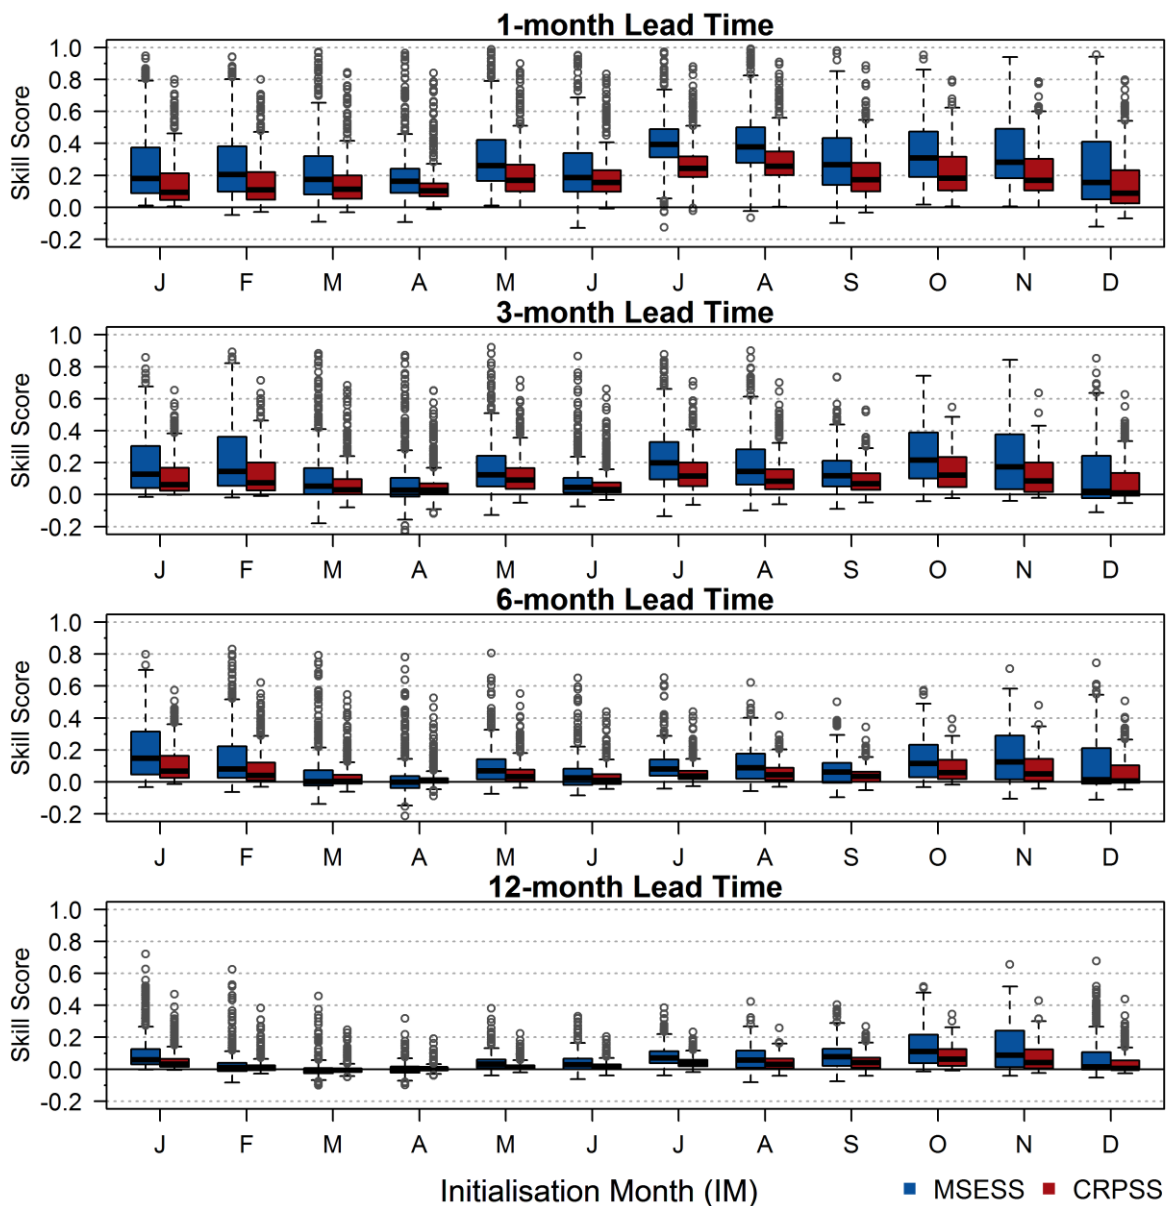 1-month Lead Time
Skill Score
1.0
0.8
0.6
0.4
0.2
0.0
-0.2
J F M A M J J A S O N D
3-month Lead Time
Skill Score
1.0
0.8
0.6
0.4
0.2
0.0
-0.2
J F M A M J J A S O N D
6-month Lead Time
Skill Score
1.0
0.8
0.6
0.4
0.2
0.0
-0.2
J F M A M J J A S O N D
12-month Lead Time
Skill Score
1.0
0.8
0.6
0.4
0.2
0.0
-0.2
J F M A M J J A S O N D
Initialisation Month (IM)
MSESS CRPSS